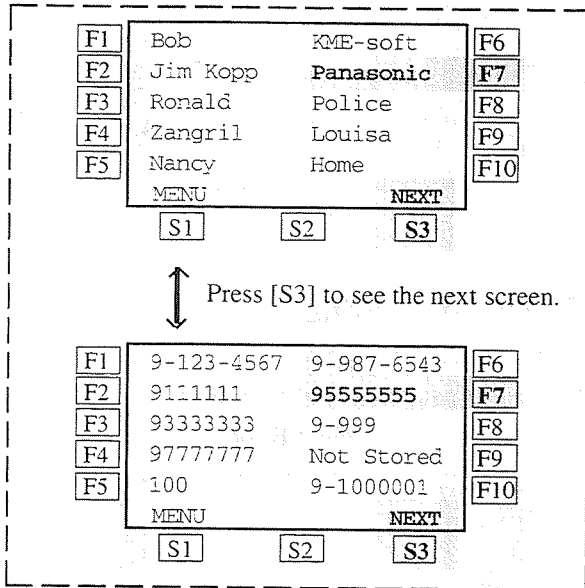 F1 Bob KME-soft F6
F2 Jim Kopp Panasonic F7
F3 Ronald Police F8
F4 Zangril Louisa F9
F5 Nancy Home F10
MENU NEXT
S1 S2 S3
Press [S3] to see the next screen.
F1 9-123-4567 9-987-6543 F6
F2 9111111 95555555 F7
F3 93333333 9-999 F8
F4 97777777 Not Stored F9
F5 100 9-1000001 F10
MENU NEXT
S1 S2 S3